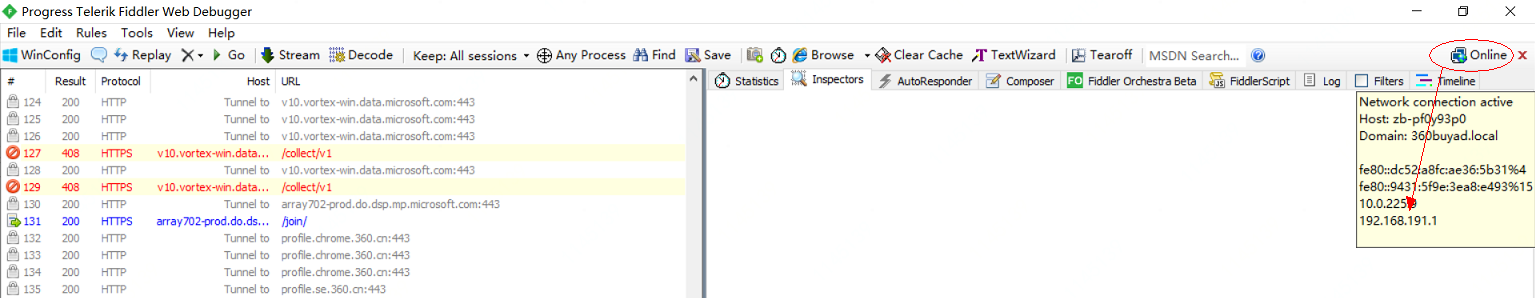 Progress Telerik Fiddler Web Debugger
File Edit Rules Tools View Help
WinConfig Replay Go Stream Decode Keep: All sessions Any Process Find Save Browse Clear Cache TextWizard Tearoff MSDN Search... Online
# Result Protocol Host URL
Statistics Inspectors AutoResponder Composer FO Fiddler Orchestra Beta FiddlerScript Log Filters Timeline
124 200 HTTP Tunnel to v10.vortex-win.data.microsoft.com:443
125 200 HTTP Tunnel to v10.vortex-win.data.microsoft.com:443
126 200 HTTP Tunnel to v10.vortex-win.data.microsoft.com:443
127 408 HTTPS v10.vortex-win.data... /collect/v1
128 200 HTTP Tunnel to v10.vortex-win.data.microsoft.com:443
129 408 HTTPS v10.vortex-win.data... /collect/v1
130 200 HTTP Tunnel to array702-prod.do.dsp.mp.microsoft.com:443
131 200 HTTPS array702-prod.do.ds... /join/
132 200 HTTP Tunnel to profile.chrome.360.cn:443
133 200 HTTP Tunnel to profile.chrome.360.cn:443
134 200 HTTP Tunnel to profile.chrome.360.cn:443
135 200 HTTP Tunnel to profile.se.360.cn:443
Network connection active
Host: zb-pf0y93p0
Domain: 360buyad.local
fe80::dc52:a8fc:ae36:5b31%4
fe80::9431:5f9e:3ea8:e493%15
192.168.191.1